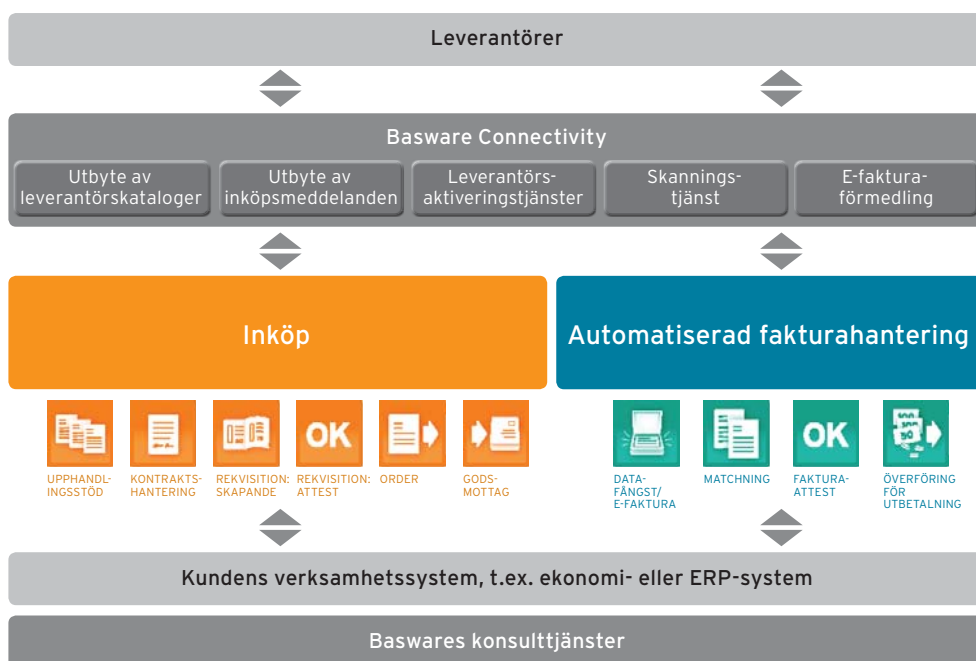 Leverantörer
Basware Connectivity
Utbyte av
leverantörskataloger
Utbyte av
inköpsmeddelanden
Leverantörs-
aktiveringstjänster
Skannings-
tjänst
E-faktura-
förmedling
Inköp
Automatiserad fakturahantering
OK
OK
UPPHANDL-
INGSSTÖD
KONTRAKTS-
HANTERING
REKVISITION:
SKAPANDE
REKVISITION:
ATTEST
ORDER
GODS-
MOTTAG
DATA-
FÅNGST/
E-FAKTURA
MATCHNING
FAKTURA-
ATTEST
ÖVERFÖRING
FÖR
UTBETALNING
Kundens verksamhetssystem, t.ex. ekonomi- eller ERP-system
Baswares konsulttjänster